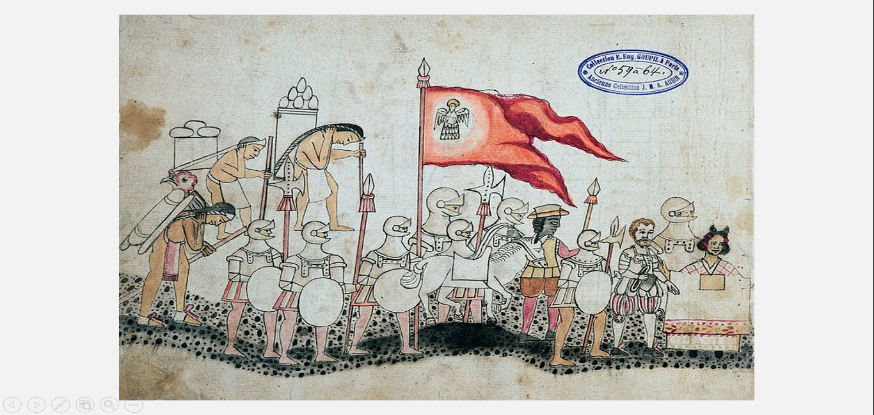 Collection E. Eug. GOUPIL à Paris
N° 59 à 64.
Ancienne Collection J. M. A. AUBIN